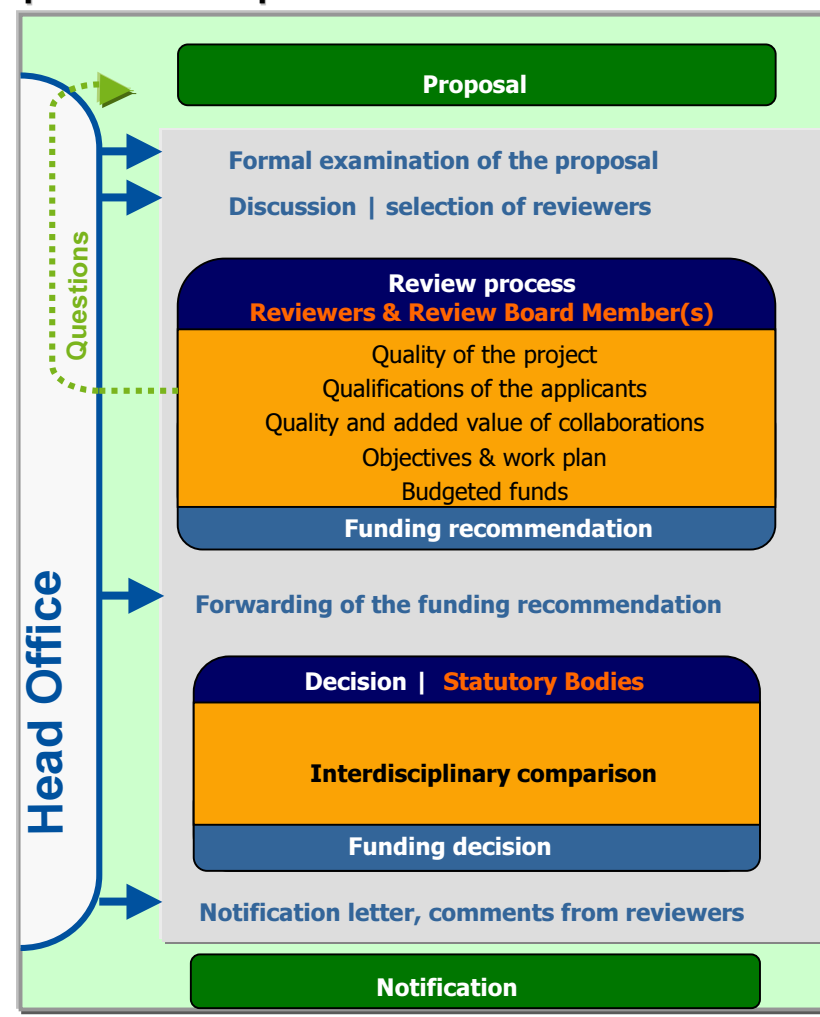 Proposal
Formal examination of the proposal
Discussion | selection of reviewers
Questions
Review process
Reviewers & Review Board Member(s)
Quality of the project
Qualifications of the applicants
Quality and added value of collaborations
Objectives & work plan
Budgeted funds
Funding recommendation
Head Office
Forwarding of the funding recommendation
Decision | Statutory Bodies
Interdisciplinary comparison
Funding decision
Notification letter, comments from reviewers
Notification